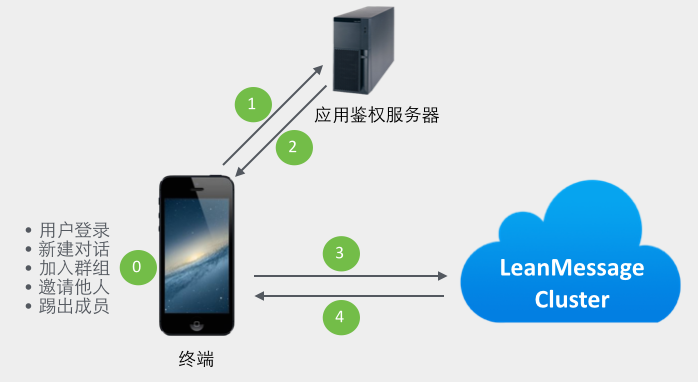 1
应用鉴权服务器
2
• 用户登录
• 新建对话
• 加入群组
• 邀请他人
• 踢出成员
0
3
LeanMessage
Cluster
4
终端